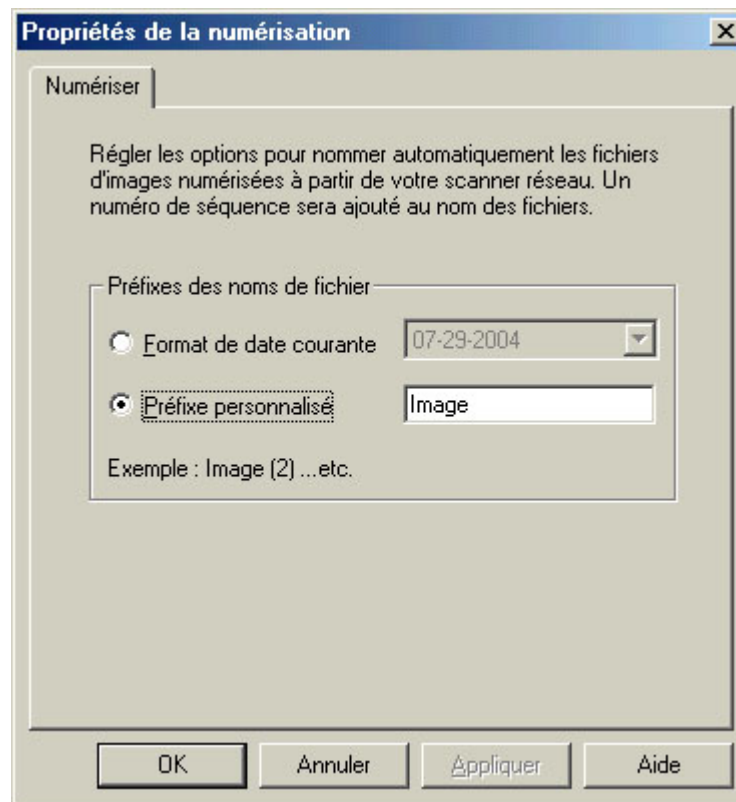 Propriétés de la numérisation
Numériser
Régler les options pour nommer automatiquement les fichiers
d'images numérisées à partir de votre scanner réseau. Un
numéro de séquence sera ajouté au nom des fichiers.
Préfixes des noms de fichier
Format de date courante 07-29-2004
Préfixe personnalisé Image
Exemple : Image (2) ...etc.
OK Annuler Appliquer Aide